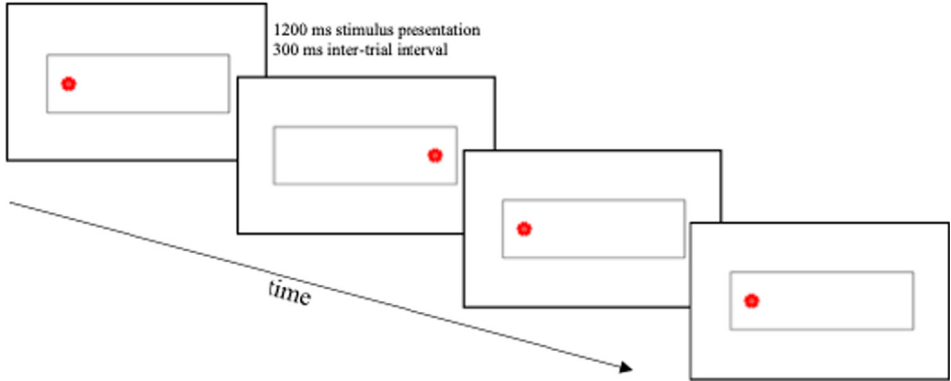 1200 ms stimulus presentation
300 ms inter-trial interval
time